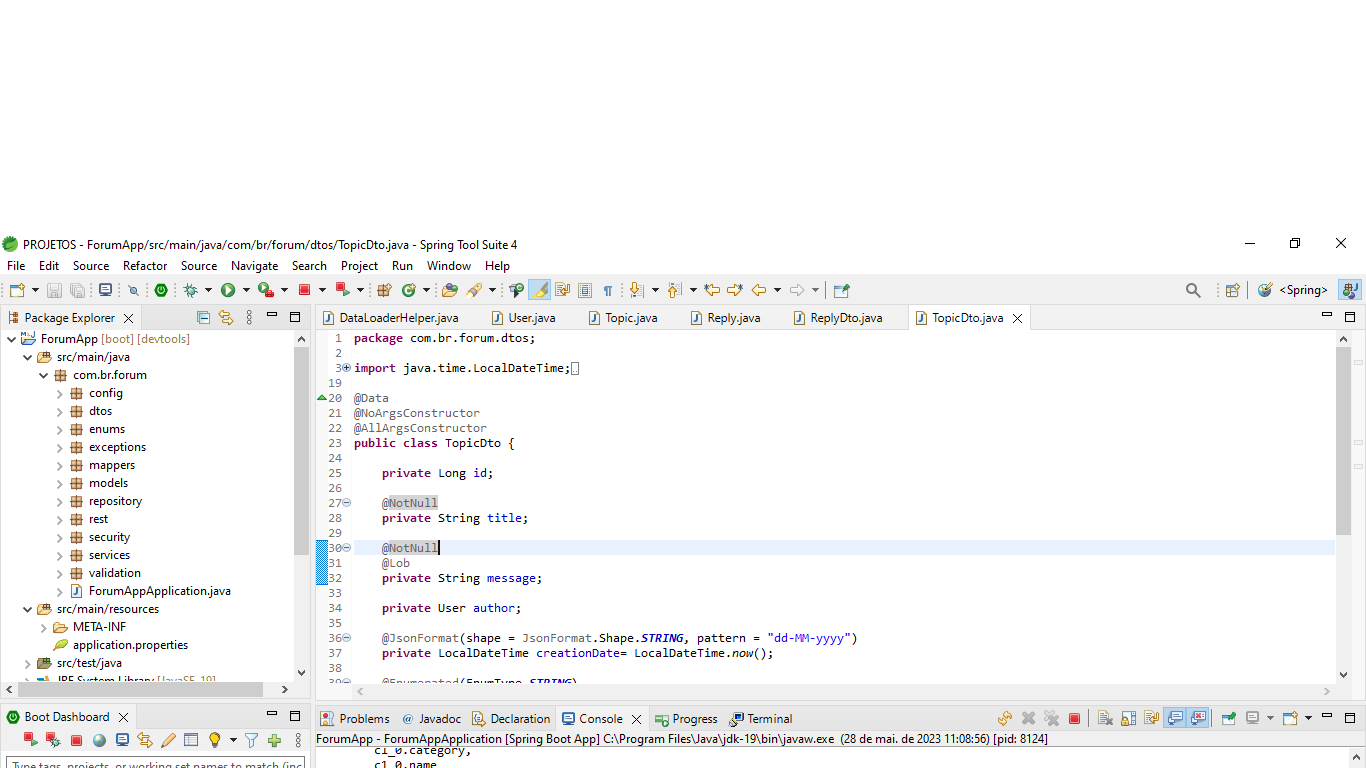 PROJETOS - ForumApp/src/main/java/com/br/forum/dtos/TopicDto.java - Spring Tool Suite 4
File Edit Source Refactor Source Navigate Search Project Run Window Help
<Spring>
Package Explorer
ForumApp [boot] [devtools]
src/main/java
com.br.forum
config
dtos
enums
exceptions
mappers
models
repository
rest
security
services
validation
ForumAppApplication.java
src/main/resources
META-INF
application.properties
src/test/java
JRE System Library [JavaSE-19]
DataLoaderHelper.java User.java Topic.java Reply.java ReplyDto.java TopicDto.java
1 package com.br.forum.dtos;
2
3 import java.time.LocalDateTime;
19
20 @Data
21 @NoArgsConstructor
22 @AllArgsConstructor
23 public class TopicDto {
24
25 private Long id;
26
27 @NotNull
28 private String title;
29
30 @NotNull
31 @Lob
32 private String message;
33
34 private User author;
35
36 @JsonFormat(shape = JsonFormat.Shape.STRING, pattern = "dd-MM-yyyy")
37 private LocalDateTime creationDate= LocalDateTime.now();
38
39 @Enumerated(EnumType.STRING)
Boot Dashboard
Type tags, projects, or working set names to match (inc
Problems @ Javadoc Declaration Console Progress Terminal
ForumApp - ForumAppApplication [Spring Boot App] C:\Program Files\Java\jdk-19\bin\javaw.exe (28 de mai. de 2023 11:08:56) [pid: 8124]
c1_0.category,
c1_0.name